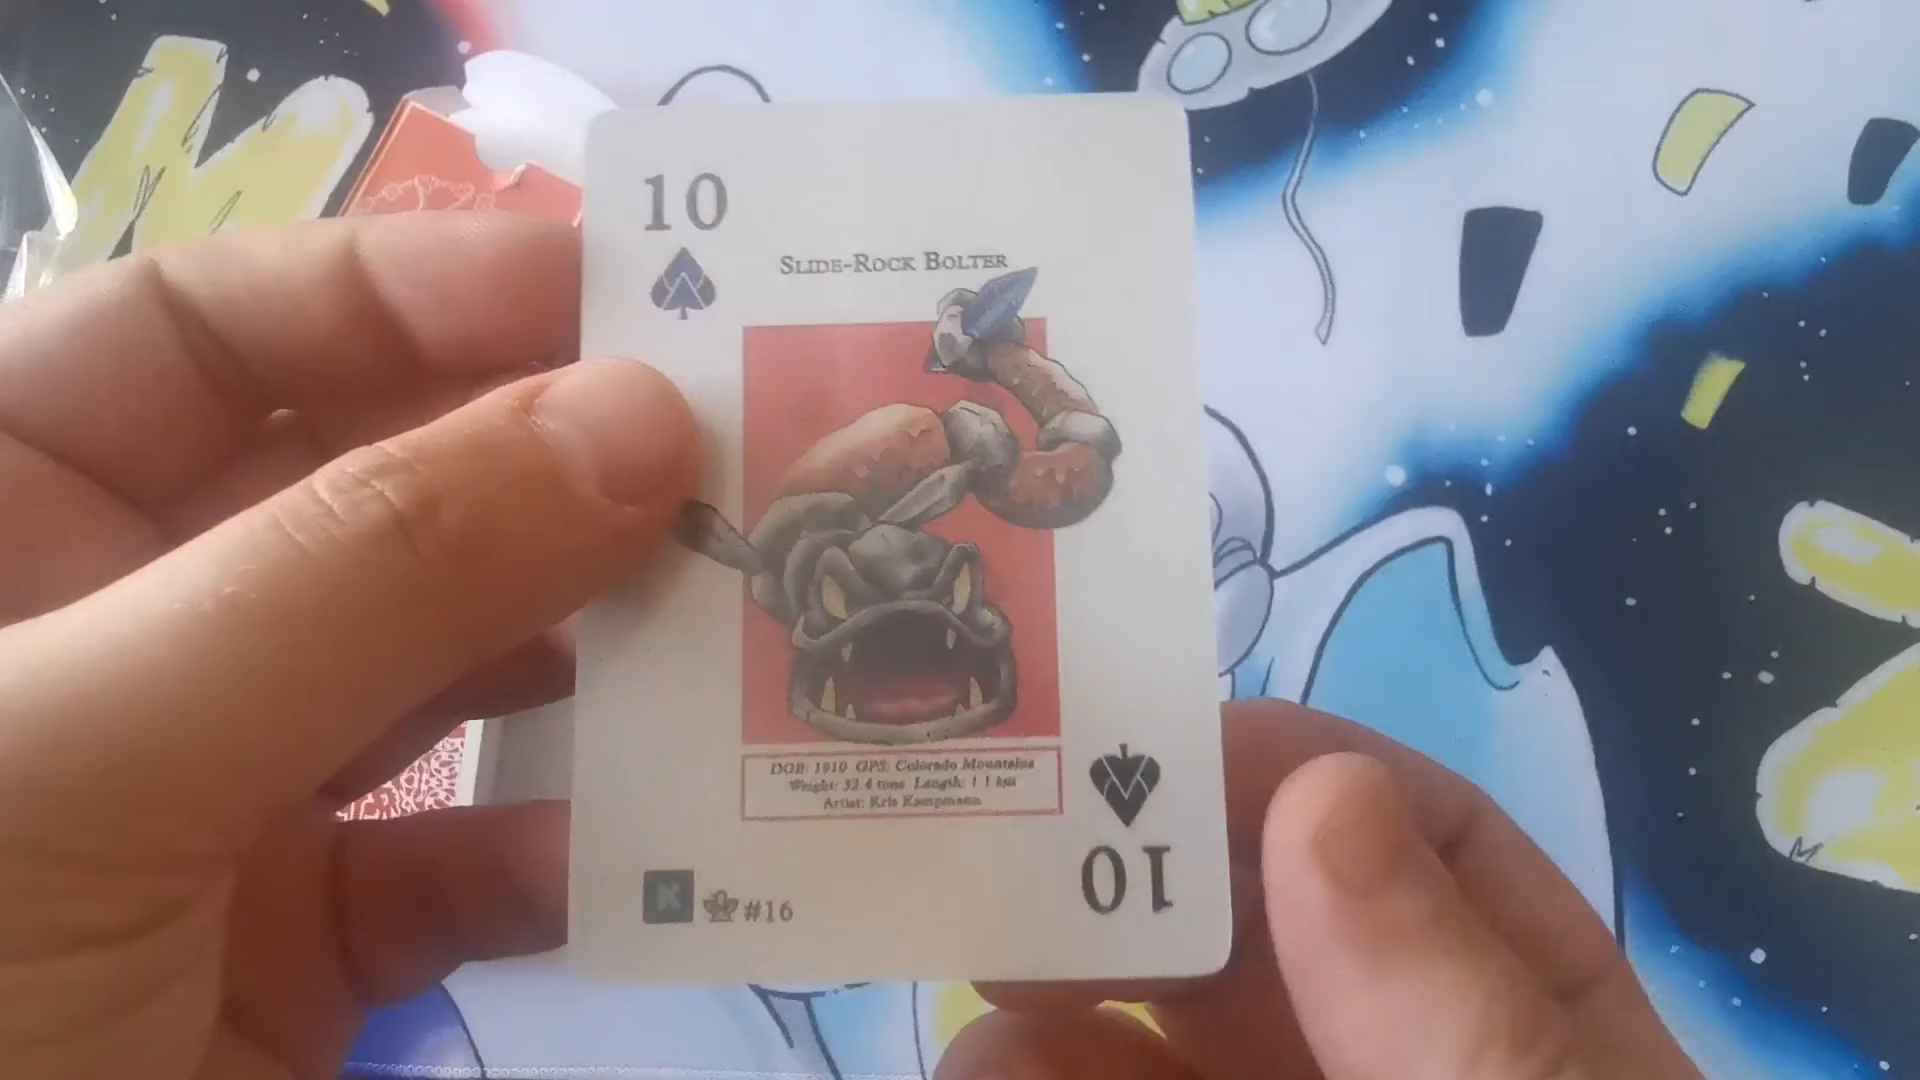 10
SLIDE-ROCK BOLTER
DOB: 1910 GPS: Colorado Mountains
Weight: 32.4 tons Length: 1.1 km
Artist: Kris Kampmann
K #16
10